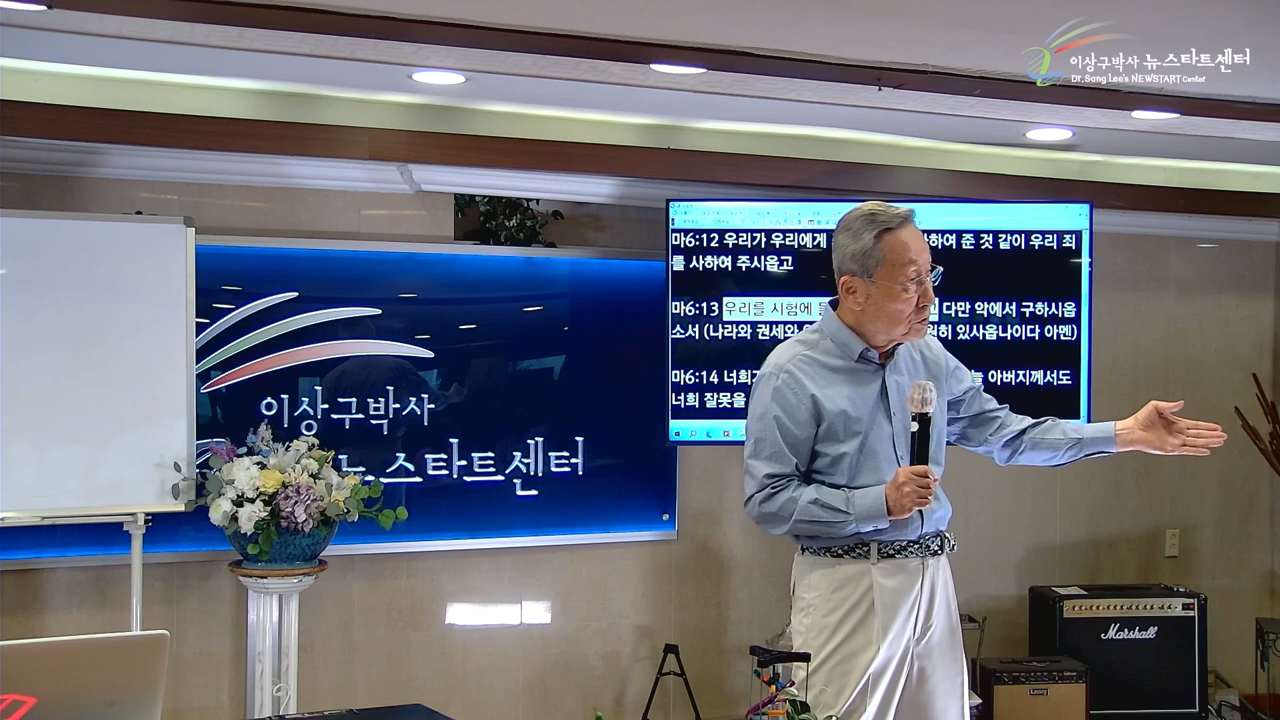 이상구박사 뉴스타트센터
Dr. Sang Lee's NEWSTART Center
마6:12 우리가 우리에게 하여 준 것 같이 우리 죄
를 사하여 주시옵고
마6:13 우리를 시험에 다만 악에서 구하시옵
소서 (나라와 권세와 히 있사옵나이다 아멘)
마6:14 아버지께서도
너희 잘못을
이상구박사
뉴스타트센터
Marshall
Laney